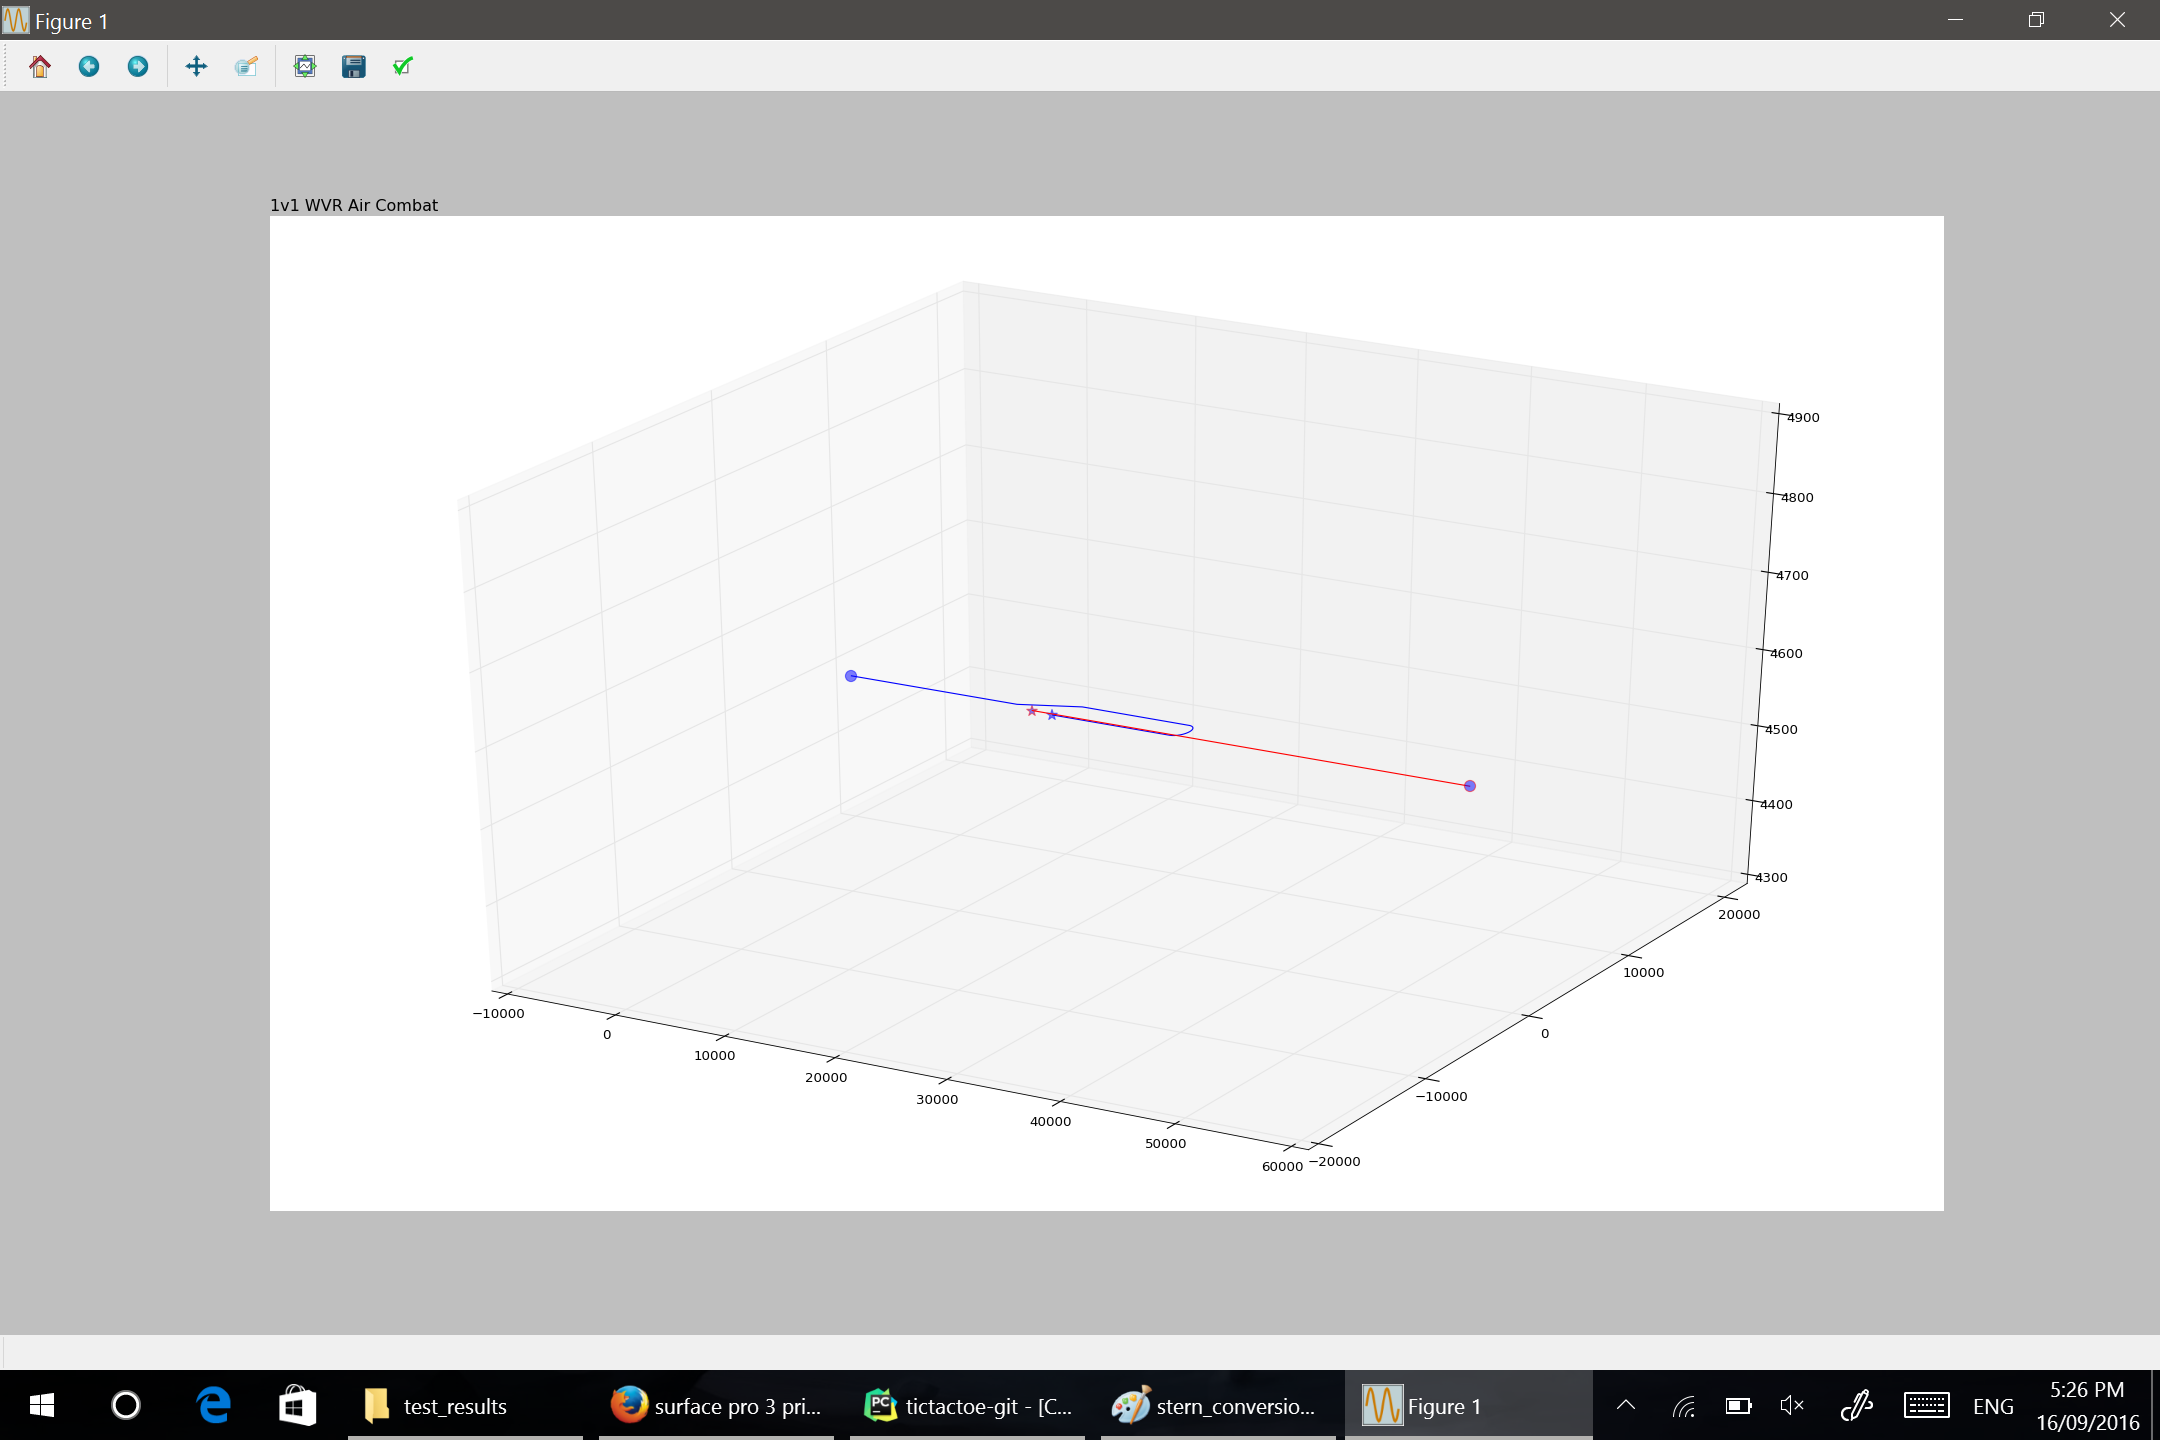 Figure 1
1v1 WVR Air Combat
4900
4800
4700
4600
4500
4400
4300
20000
10000
0
−10000
−20000
−10000
0
10000
20000
30000
40000
50000
60000
test_results
surface pro 3 pri...
PC
tictactoe-git - [C...
stern_conversio...
Figure 1
ENG
5:26 PM
16/09/2016